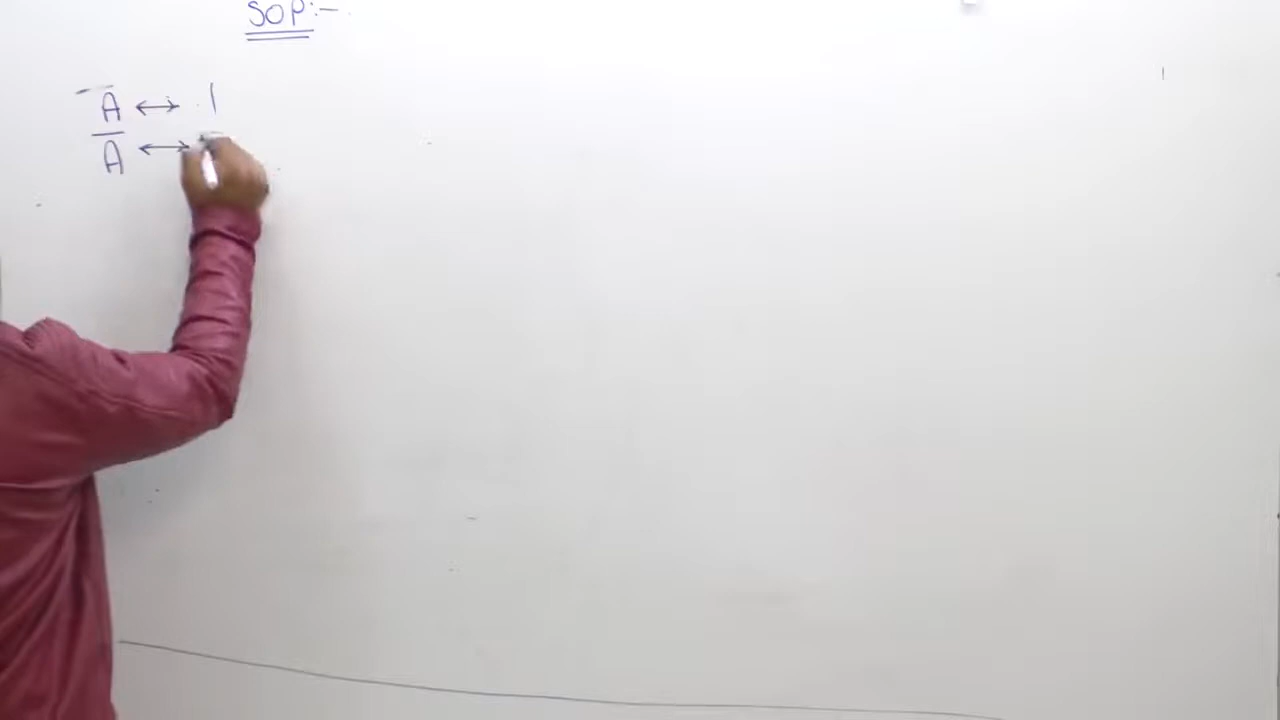 SOP:-
A ↔ 1
A̅ ↔